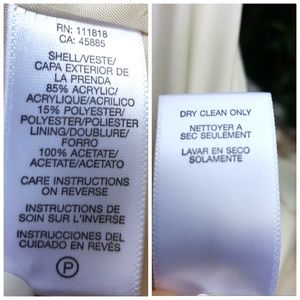 RN: 111818
CA: 45885
SHELL/VESTE/
CAPA EXTERIOR DE
LA PRENDA
85% ACRYLIC/
ACRYLIQUE/ACRILICO
15% POLYESTER/
POLYESTER/POLIESTER
LINING/DOUBLURE/
FORRO
100% ACETATE/
ACETATE/ACETATO
CARE INSTRUCTIONS
ON REVERSE
INSTRUCTIONS DE
SOIN SUR L'INVERSE
INSTRUCCIONES DEL
CUIDADO EN REVÉS
P
DRY CLEAN ONLY
NETTOYER A
SEC SEULEMENT
LAVAR EN SECO
SOLAMENTE